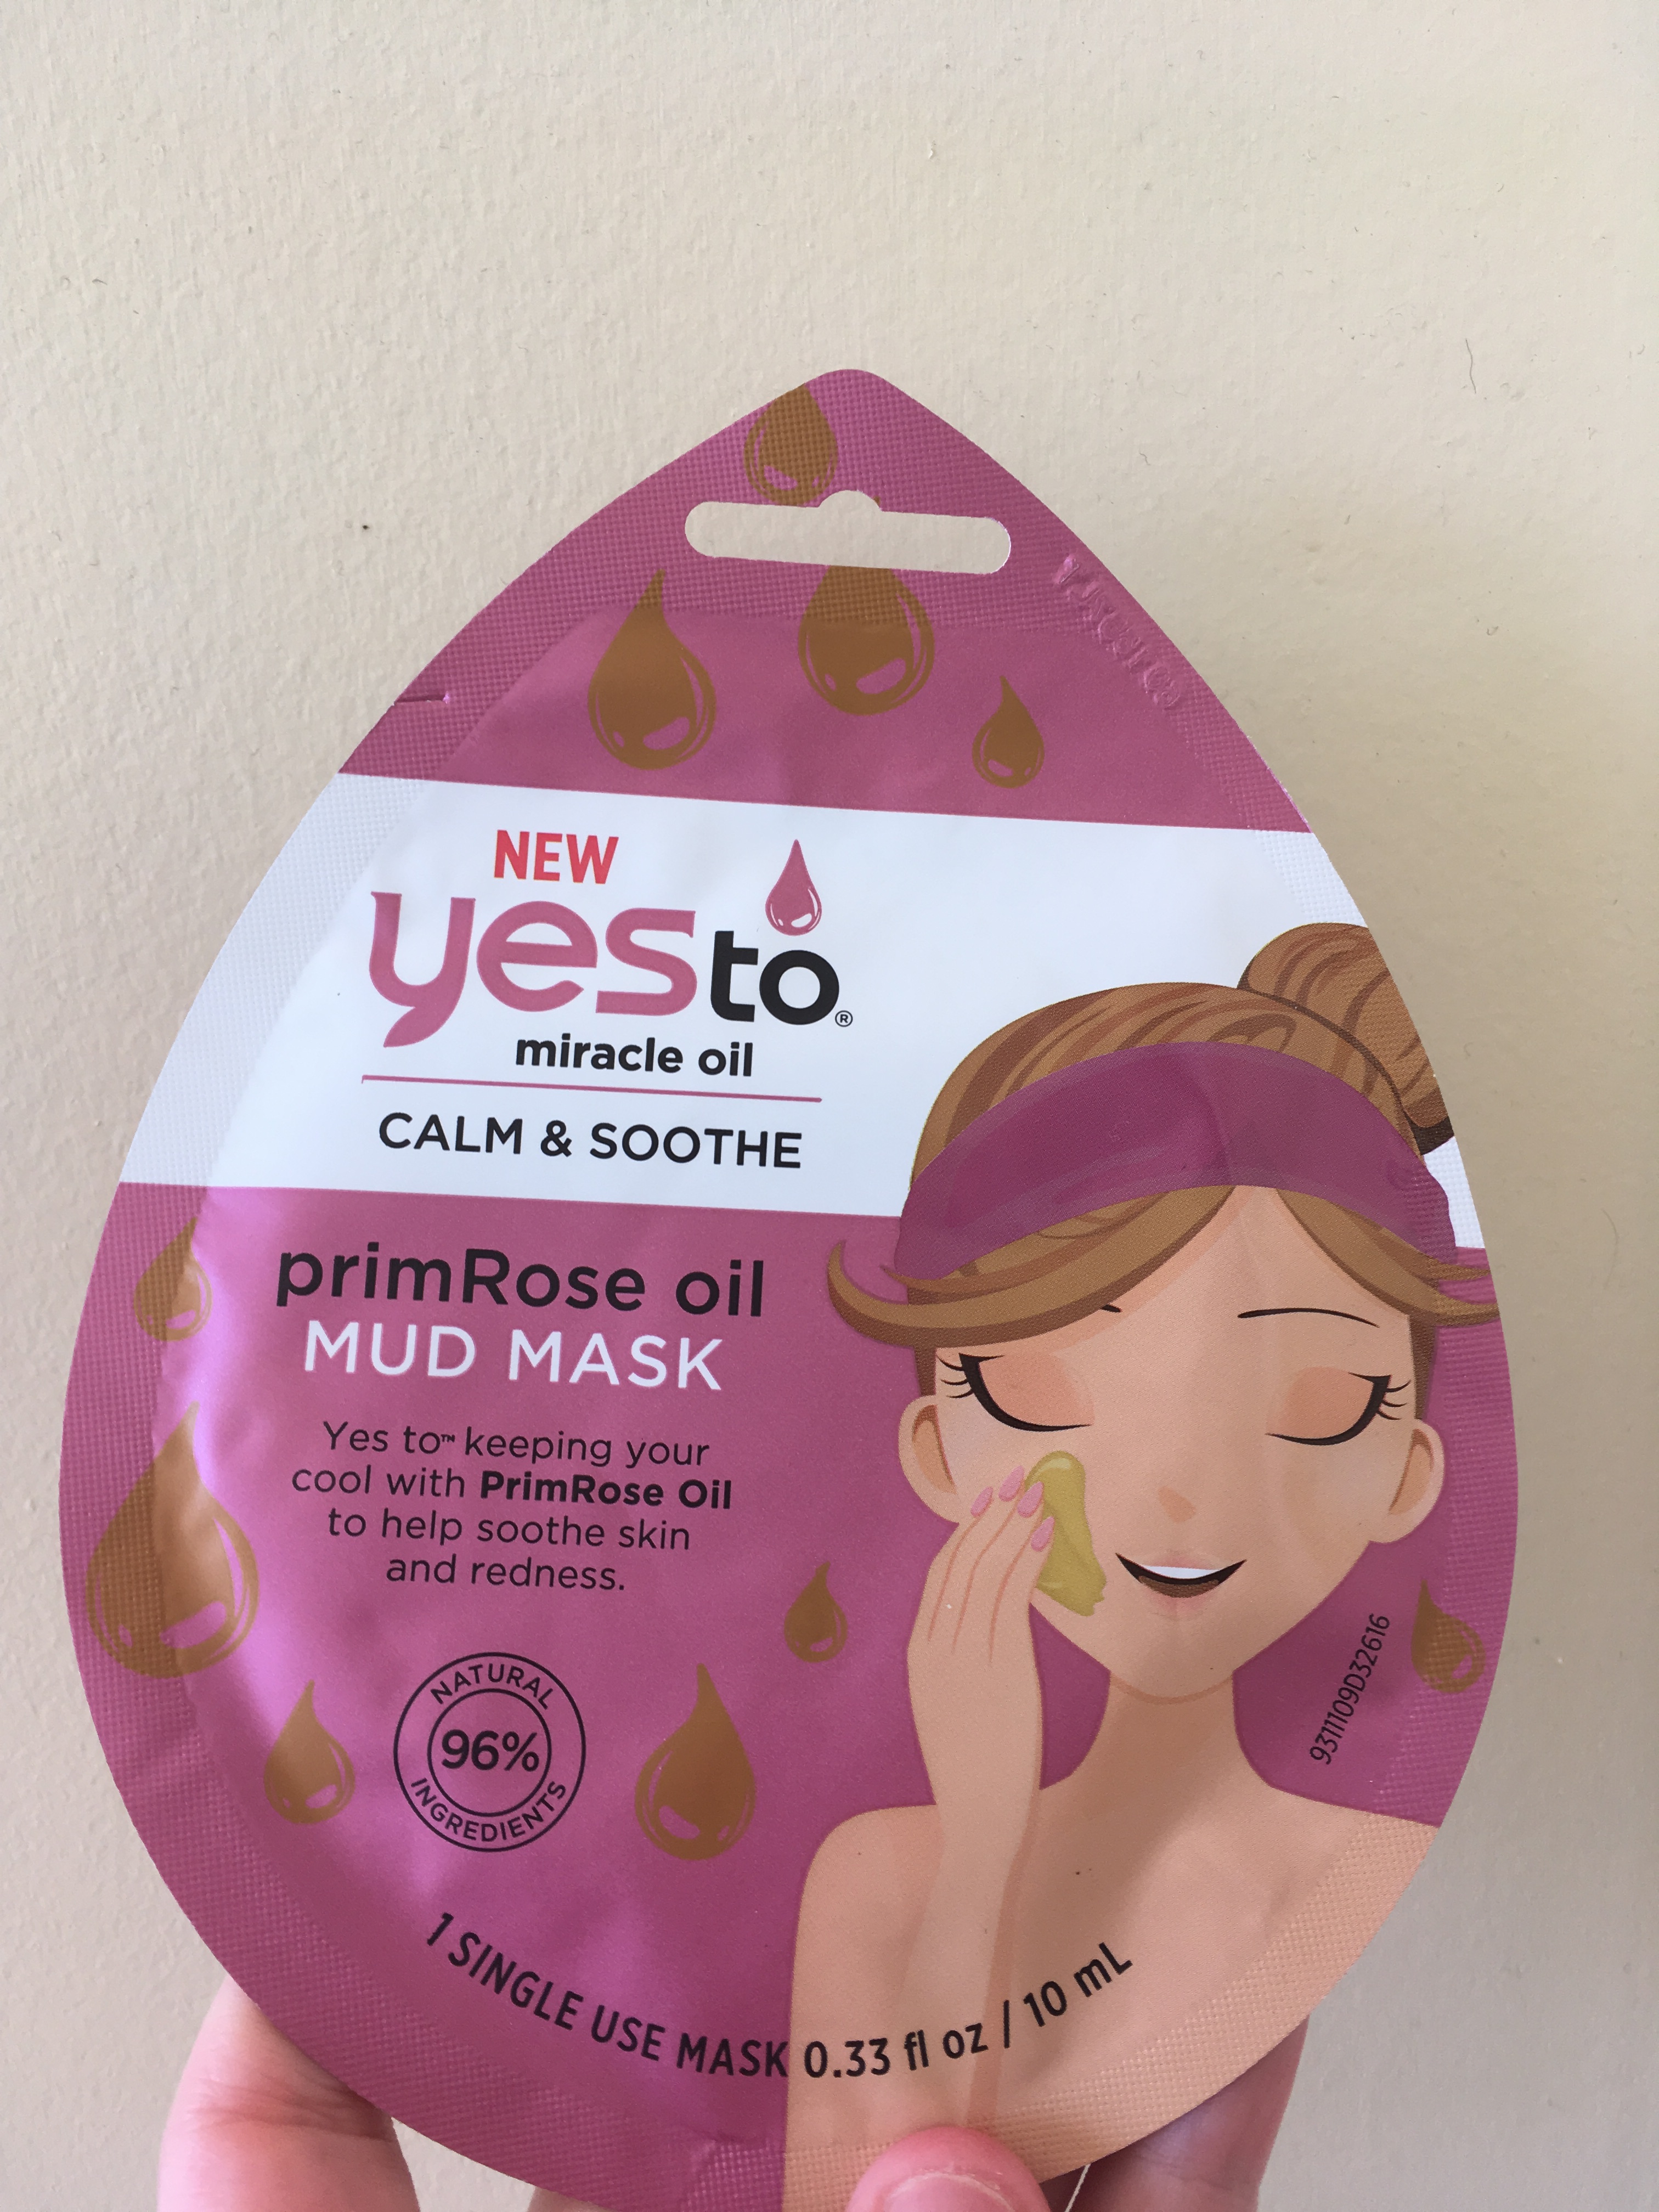 NEW
yes to®
miracle oil
CALM & SOOTHE
primRose oil
MUD MASK
Yes to™ keeping your
cool with PrimRose Oil
to help soothe skin
and redness.
NATURAL
96%
INGREDIENTS
9311109D32616
1 SINGLE USE MASK 0.33 fl oz / 10 mL